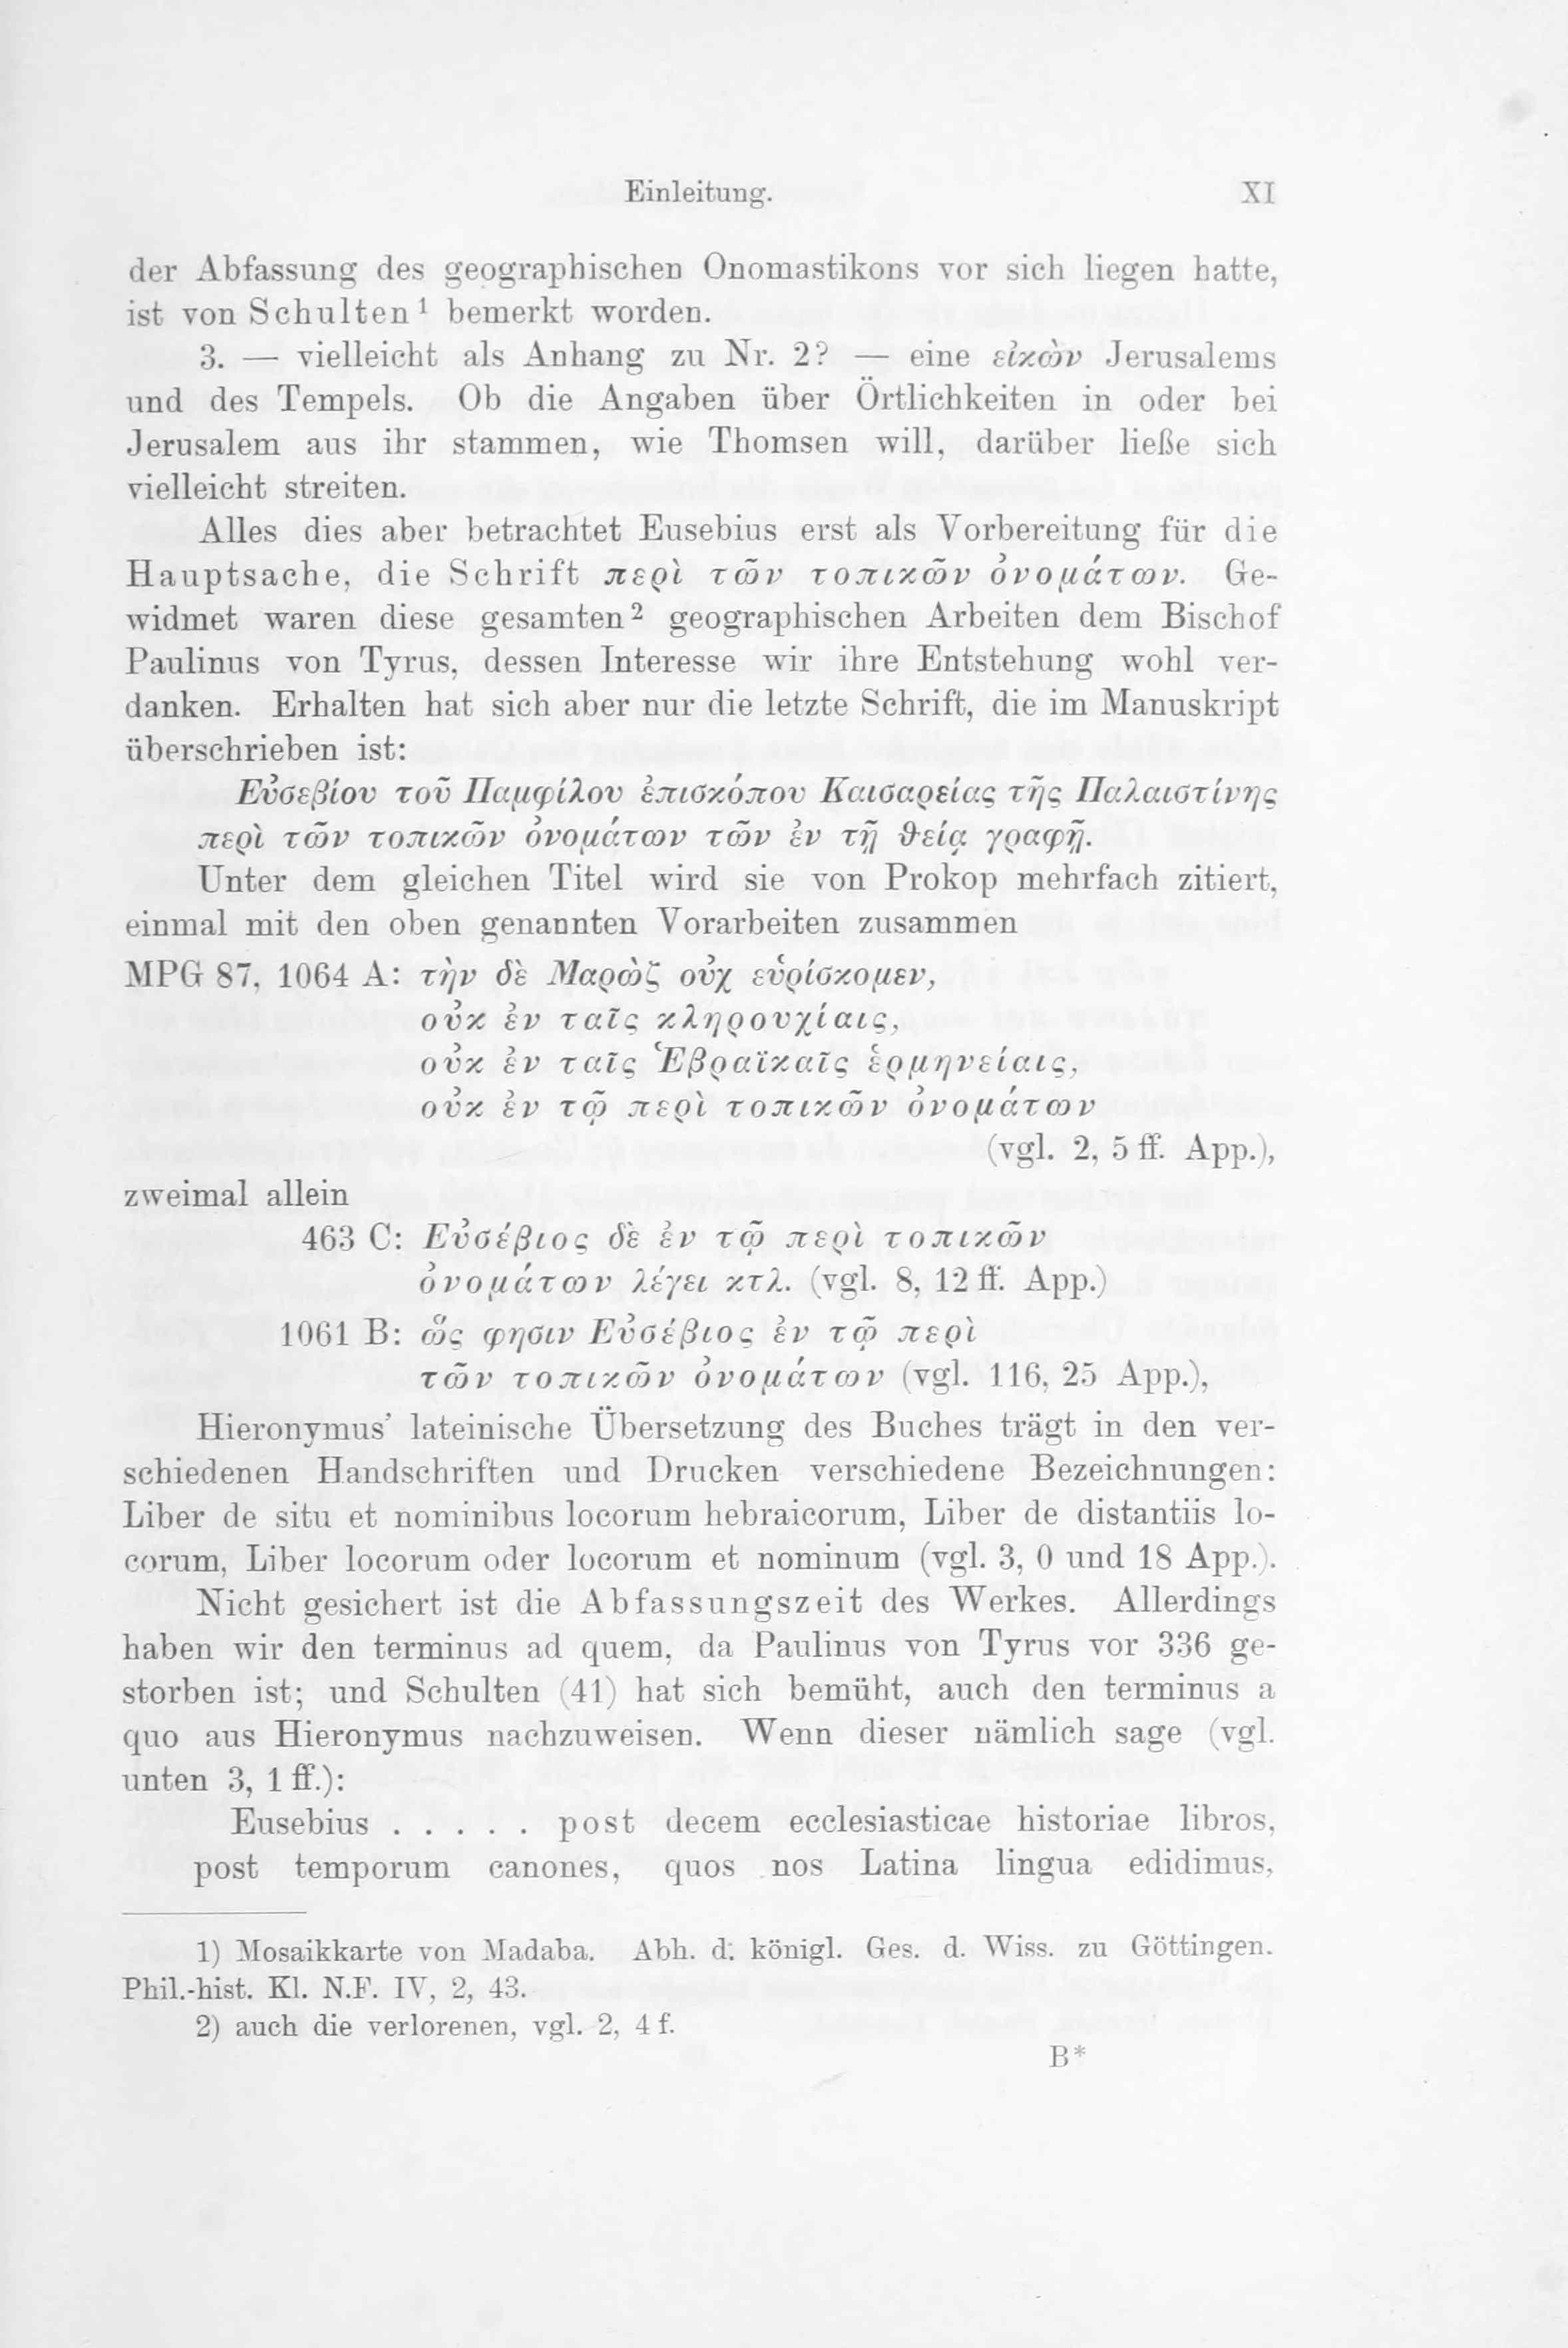 Einleitung. XI
der Abfassung des geographischen Onomastikons vor sich liegen hatte,
ist von Schulten¹ bemerkt worden.
3. — vielleicht als Anhang zu Nr. 2? — eine εἰκὼν Jerusalems
und des Tempels. Ob die Angaben über Örtlichkeiten in oder bei
Jerusalem aus ihr stammen, wie Thomsen will, darüber ließe sich
vielleicht streiten.
Alles dies aber betrachtet Eusebius erst als Vorbereitung für die
Hauptsache, die Schrift περὶ τῶν τοπικῶν ὀνομάτων. Ge-
widmet waren diese gesamten² geographischen Arbeiten dem Bischof
Paulinus von Tyrus, dessen Interesse wir ihre Entstehung wohl ver-
danken. Erhalten hat sich aber nur die letzte Schrift, die im Manuskript
überschrieben ist:
Εὐσεβίου τοῦ Παμφίλου ἐπισκόπου Καισαρείας τῆς Παλαιστίνης
περὶ τῶν τοπικῶν ὀνομάτων τῶν ἐν τῇ θείᾳ γραφῇ.
Unter dem gleichen Titel wird sie von Prokop mehrfach zitiert,
einmal mit den oben genannten Vorarbeiten zusammen
MPG 87, 1064 A: τὴν δὲ Μαρὼζ οὐχ εὑρίσκομεν,
οὐκ ἐν ταῖς κληρουχίαις,
οὐκ ἐν ταῖς Ἑβραϊκαῖς ἑρμηνείαις,
οὐκ ἐν τῷ περὶ τοπικῶν ὀνομάτων
(vgl. 2, 5 ff. App.),
zweimal allein
463 C: Εὐσέβιος δὲ ἐν τῷ περὶ τοπικῶν
ὀνομάτων λέγει κτλ. (vgl. 8, 12 ff. App.)
1061 B: ὥς φησιν Εὐσέβιος ἐν τῷ περὶ
τῶν τοπικῶν ὀνομάτων (vgl. 116, 25 App.),
Hieronymus' lateinische Übersetzung des Buches trägt in den ver-
schiedenen Handschriften und Drucken verschiedene Bezeichnungen:
Liber de situ et nominibus locorum hebraicorum, Liber de distantiis lo-
corum, Liber locorum oder locorum et nominum (vgl. 3, 0 und 18 App.).
Nicht gesichert ist die Abfassungszeit des Werkes. Allerdings
haben wir den terminus ad quem, da Paulinus von Tyrus vor 336 ge-
storben ist; und Schulten (41) hat sich bemüht, auch den terminus a
quo aus Hieronymus nachzuweisen. Wenn dieser nämlich sage (vgl.
unten 3, 1 ff.):
Eusebius . . . . . post decem ecclesiasticae historiae libros,
post temporum canones, quos nos Latina lingua edidimus,
1) Mosaikkarte von Madaba. Abh. d. königl. Ges. d. Wiss. zu Göttingen.
Phil.-hist. Kl. N.F. IV, 2, 43.
2) auch die verlorenen, vgl. 2, 4 f.
B*